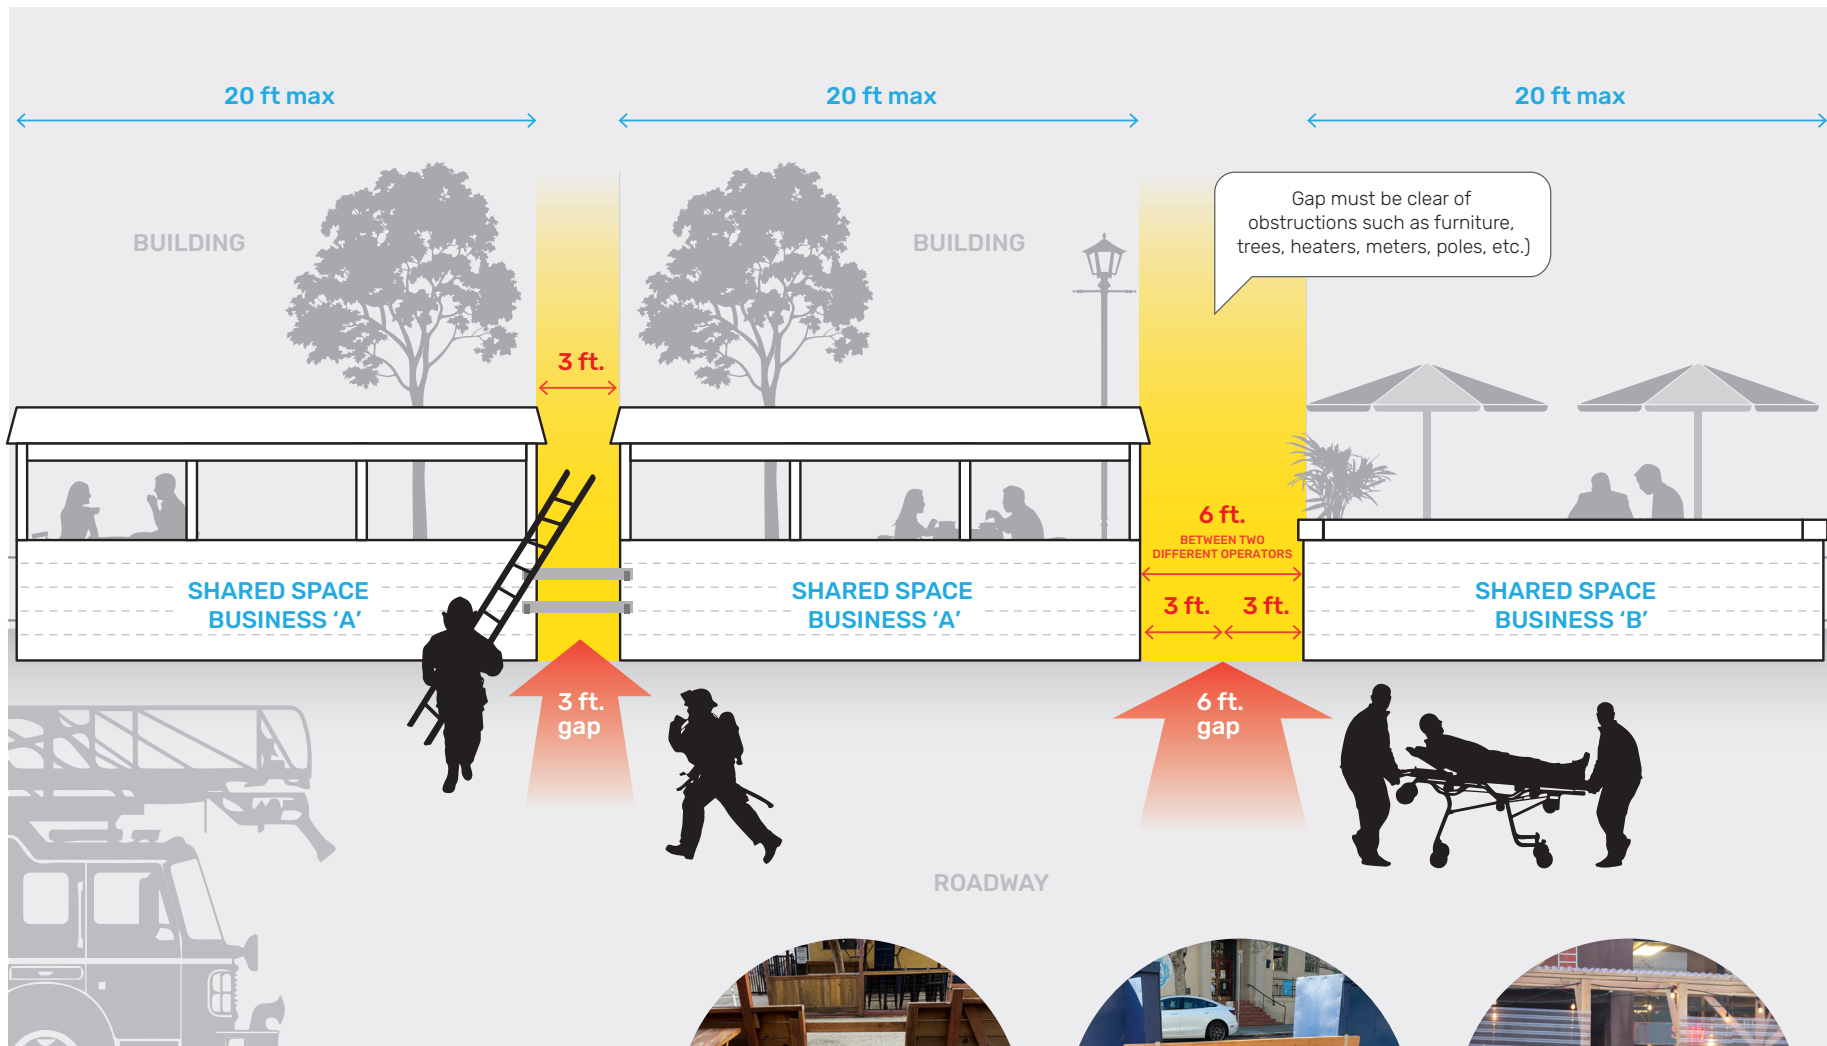 20 ft max
20 ft max
20 ft max
BUILDING
BUILDING
Gap must be clear of
obstructions such as furniture,
trees, heaters, meters, poles, etc.)
3 ft.
6 ft.
BETWEEN TWO
DIFFERENT OPERATORS
3 ft.
3 ft.
SHARED SPACE
BUSINESS ‘A’
SHARED SPACE
BUSINESS ‘A’
SHARED SPACE
BUSINESS ‘B’
3 ft.
gap
6 ft.
gap
ROADWAY